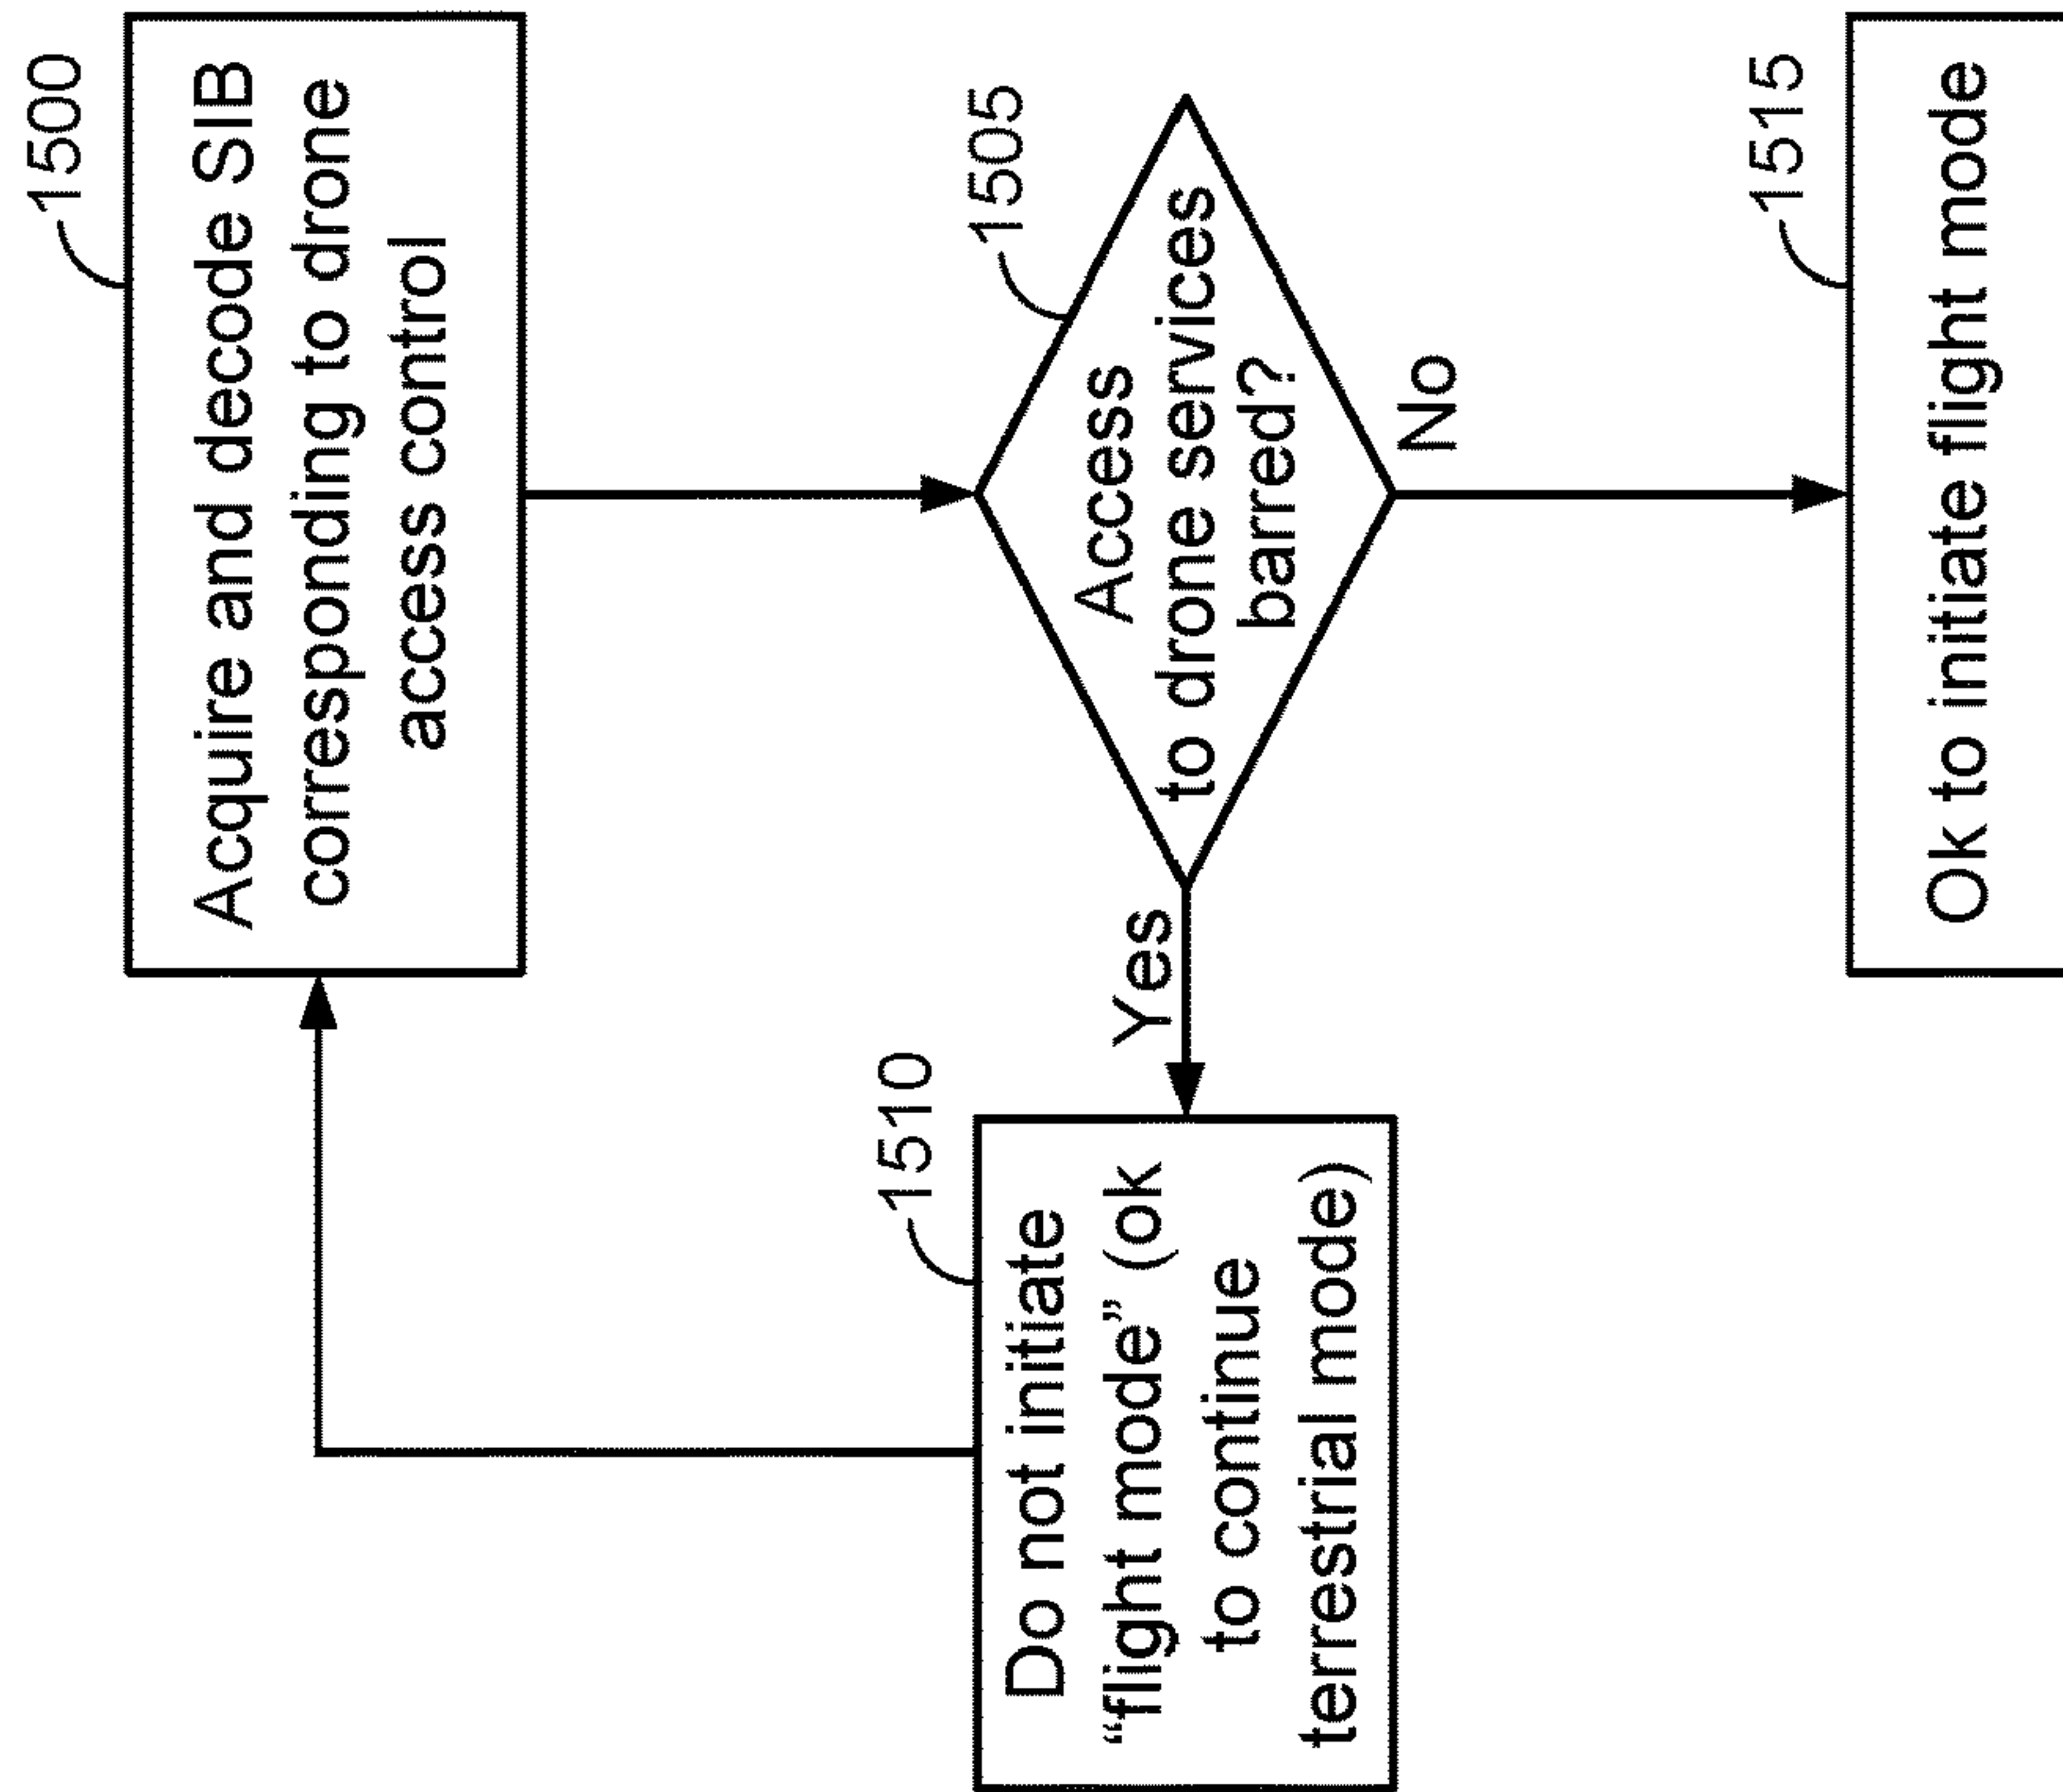 1500
Acquire and decode SIB
corresponding to drone
access control
1505
Access
to drone services
barred?
Yes
No
1510
Do not initiate
“flight mode” (ok
to continue
terrestrial mode)
1515
Ok to initiate flight mode